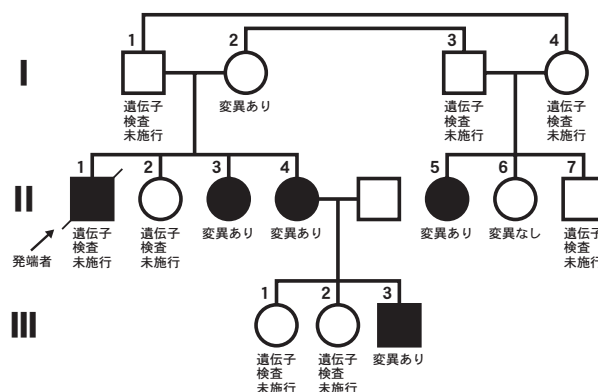 I
1
2
3
4
遺伝子
検査
未施行
変異あり
遺伝子
検査
未施行
遺伝子
検査
未施行
II
1
2
3
4
5
6
7
遺伝子
検査
未施行
遺伝子
検査
未施行
変異あり
変異あり
変異あり
変異なし
遺伝子
検査
未施行
発端者
III
1
2
3
遺伝子
検査
未施行
遺伝子
検査
未施行
変異あり